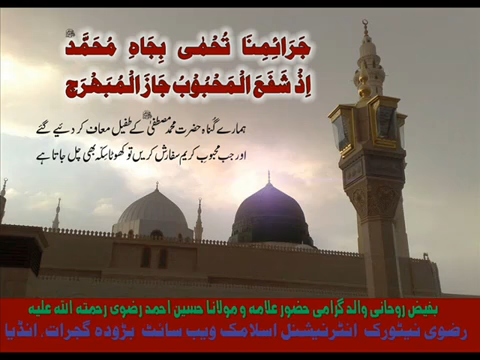 جَرَائِمِنَا تُحْمٰی بِجَاہِ مُحَمَّدٍ ﷺ
اِذْ شَفَعَ الْمَحْبُوْبُ جَازَ الْمُبَهْرَج
ہمارے گناہ حضرت محمد مصطفیٰ ﷺ کے طفیل معاف کر دیئے گئے
اور جب محبوب کریم سفارش کریں تو کھوٹا سکہ بھی چل جاتا ہے
بفیض روحانی والد گرامی حضور علامہ و مولانا حسین احمد رضوی رحمتہ اللہ علیہ
رضوی نیٹورک انٹرنیشنل اسلامک ویب سائٹ بڑودہ گجرات، انڈیا